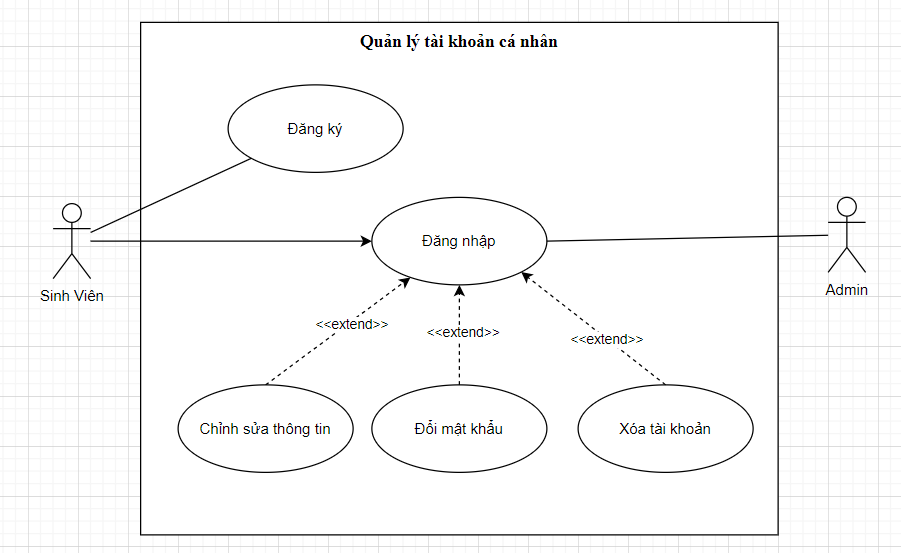 Quản lý tài khoản cá nhân
Đăng ký
Đăng nhập
Sinh Viên
Admin
<<extend>>
<<extend>>
<<extend>>
Chỉnh sửa thông tin
Đổi mật khẩu
Xóa tài khoản